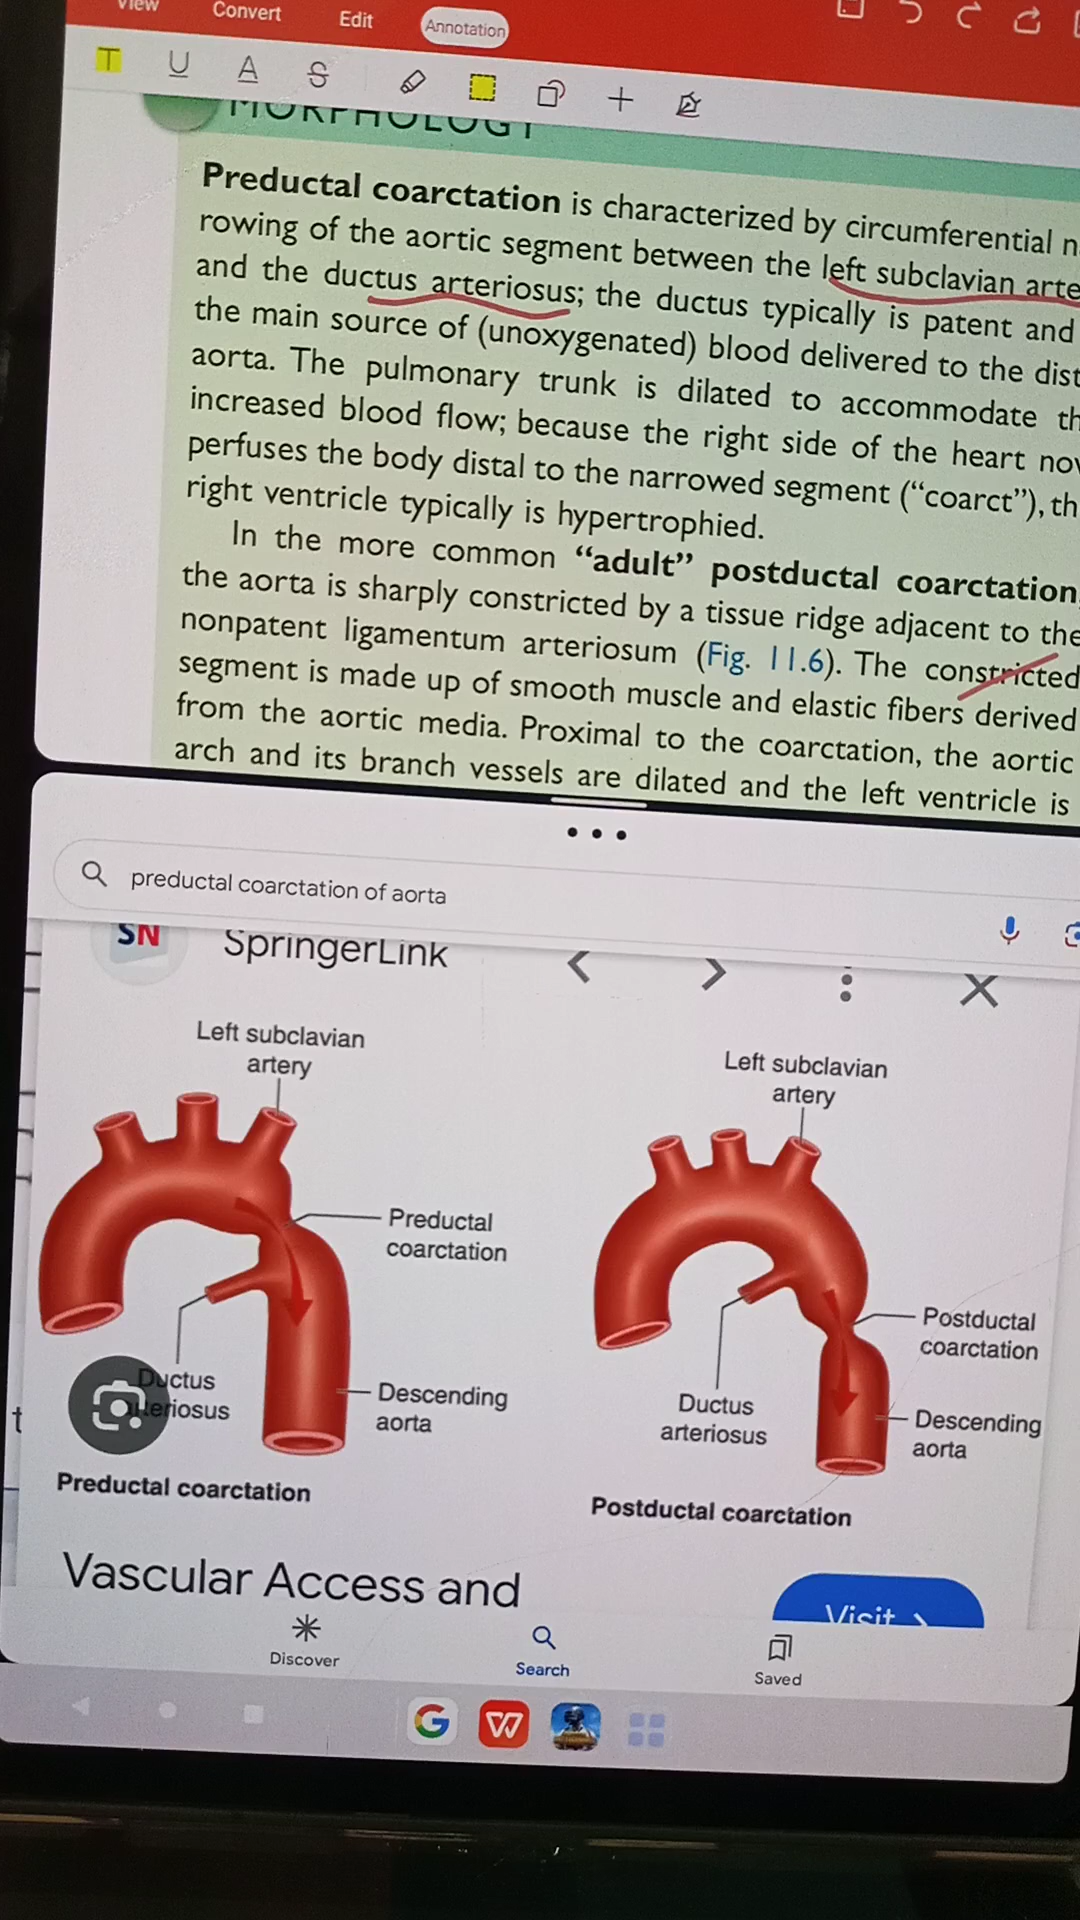 View Convert Edit Annotation
T U A S
MORPHOLOGY
Preductal coarctation is characterized by circumferential n
rowing of the aortic segment between the left subclavian arte
and the ductus arteriosus; the ductus typically is patent and
the main source of (unoxygenated) blood delivered to the dist
aorta. The pulmonary trunk is dilated to accommodate th
increased blood flow; because the right side of the heart now
perfuses the body distal to the narrowed segment (“coarct”), th
right ventricle typically is hypertrophied.
In the more common “adult” postductal coarctation,
the aorta is sharply constricted by a tissue ridge adjacent to the
nonpatent ligamentum arteriosum (Fig. 11.6). The constricted
segment is made up of smooth muscle and elastic fibers derived
from the aortic media. Proximal to the coarctation, the aortic
arch and its branch vessels are dilated and the left ventricle is
preductal coarctation of aorta
SN SpringerLink
Left subclavian
artery
Preductal
coarctation
Ductus
arteriosus
Descending
aorta
Preductal coarctation
Left subclavian
artery
Postductal
coarctation
Ductus
arteriosus
Descending
aorta
Postductal coarctation
t
Vascular Access and
Visit
Discover
Search
Saved
G W